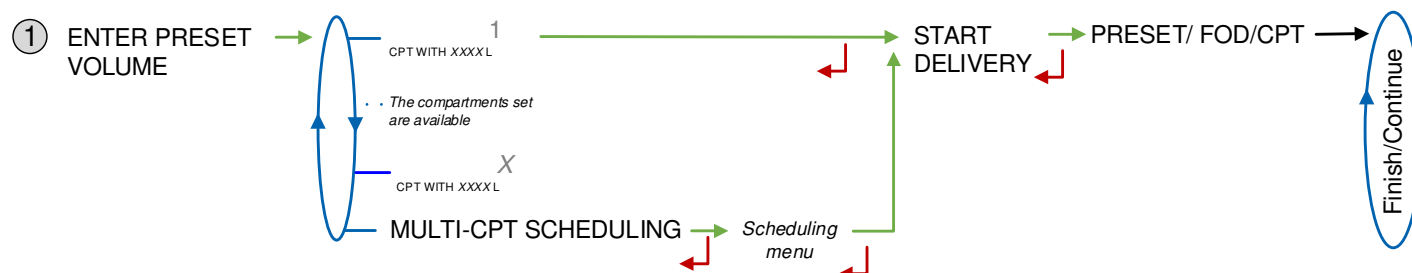 1 ENTER PRESET
VOLUME
1
CPT WITH XXXX L
The compartments set
are available
X
CPT WITH XXXX L
MULTI-CPT SCHEDULING
Scheduling
menu
START
DELIVERY
PRESET/ FOD/CPT
Finish/Continue